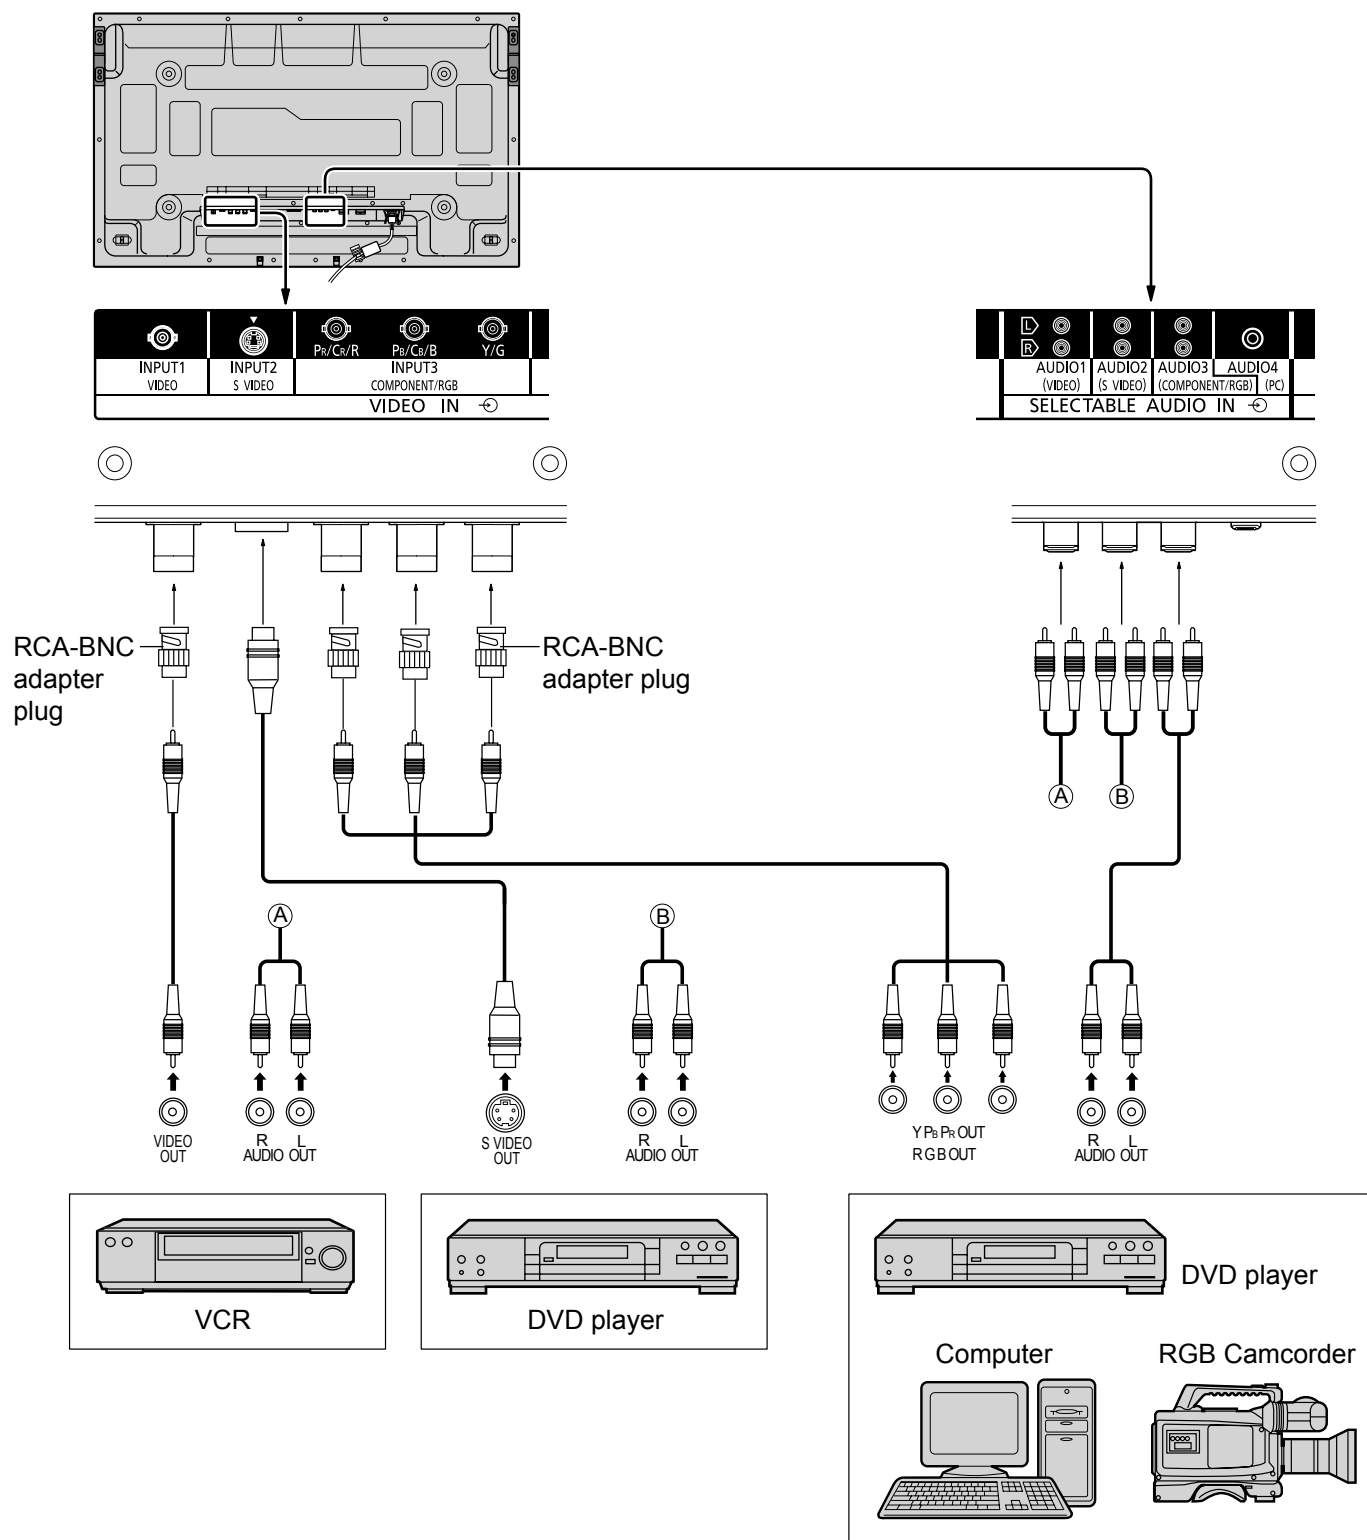 PR/CR/R PB/CB/B Y/G
INPUT1 INPUT2 INPUT3
VIDEO S VIDEO COMPONENT/RGB
VIDEO IN
L
R
AUDIO1 AUDIO2 AUDIO3 AUDIO4
(VIDEO) (S VIDEO) (COMPONENT/RGB) (PC)
SELECTABLE AUDIO IN
RCA-BNC
adapter
plug
RCA-BNC
adapter plug
A B
A B
VIDEO
OUT
R L
AUDIO OUT
S VIDEO
OUT
R L
AUDIO OUT
Y PB PR OUT
R G B OUT
R L
AUDIO OUT
VCR
DVD player
DVD player
Computer
RGB Camcorder